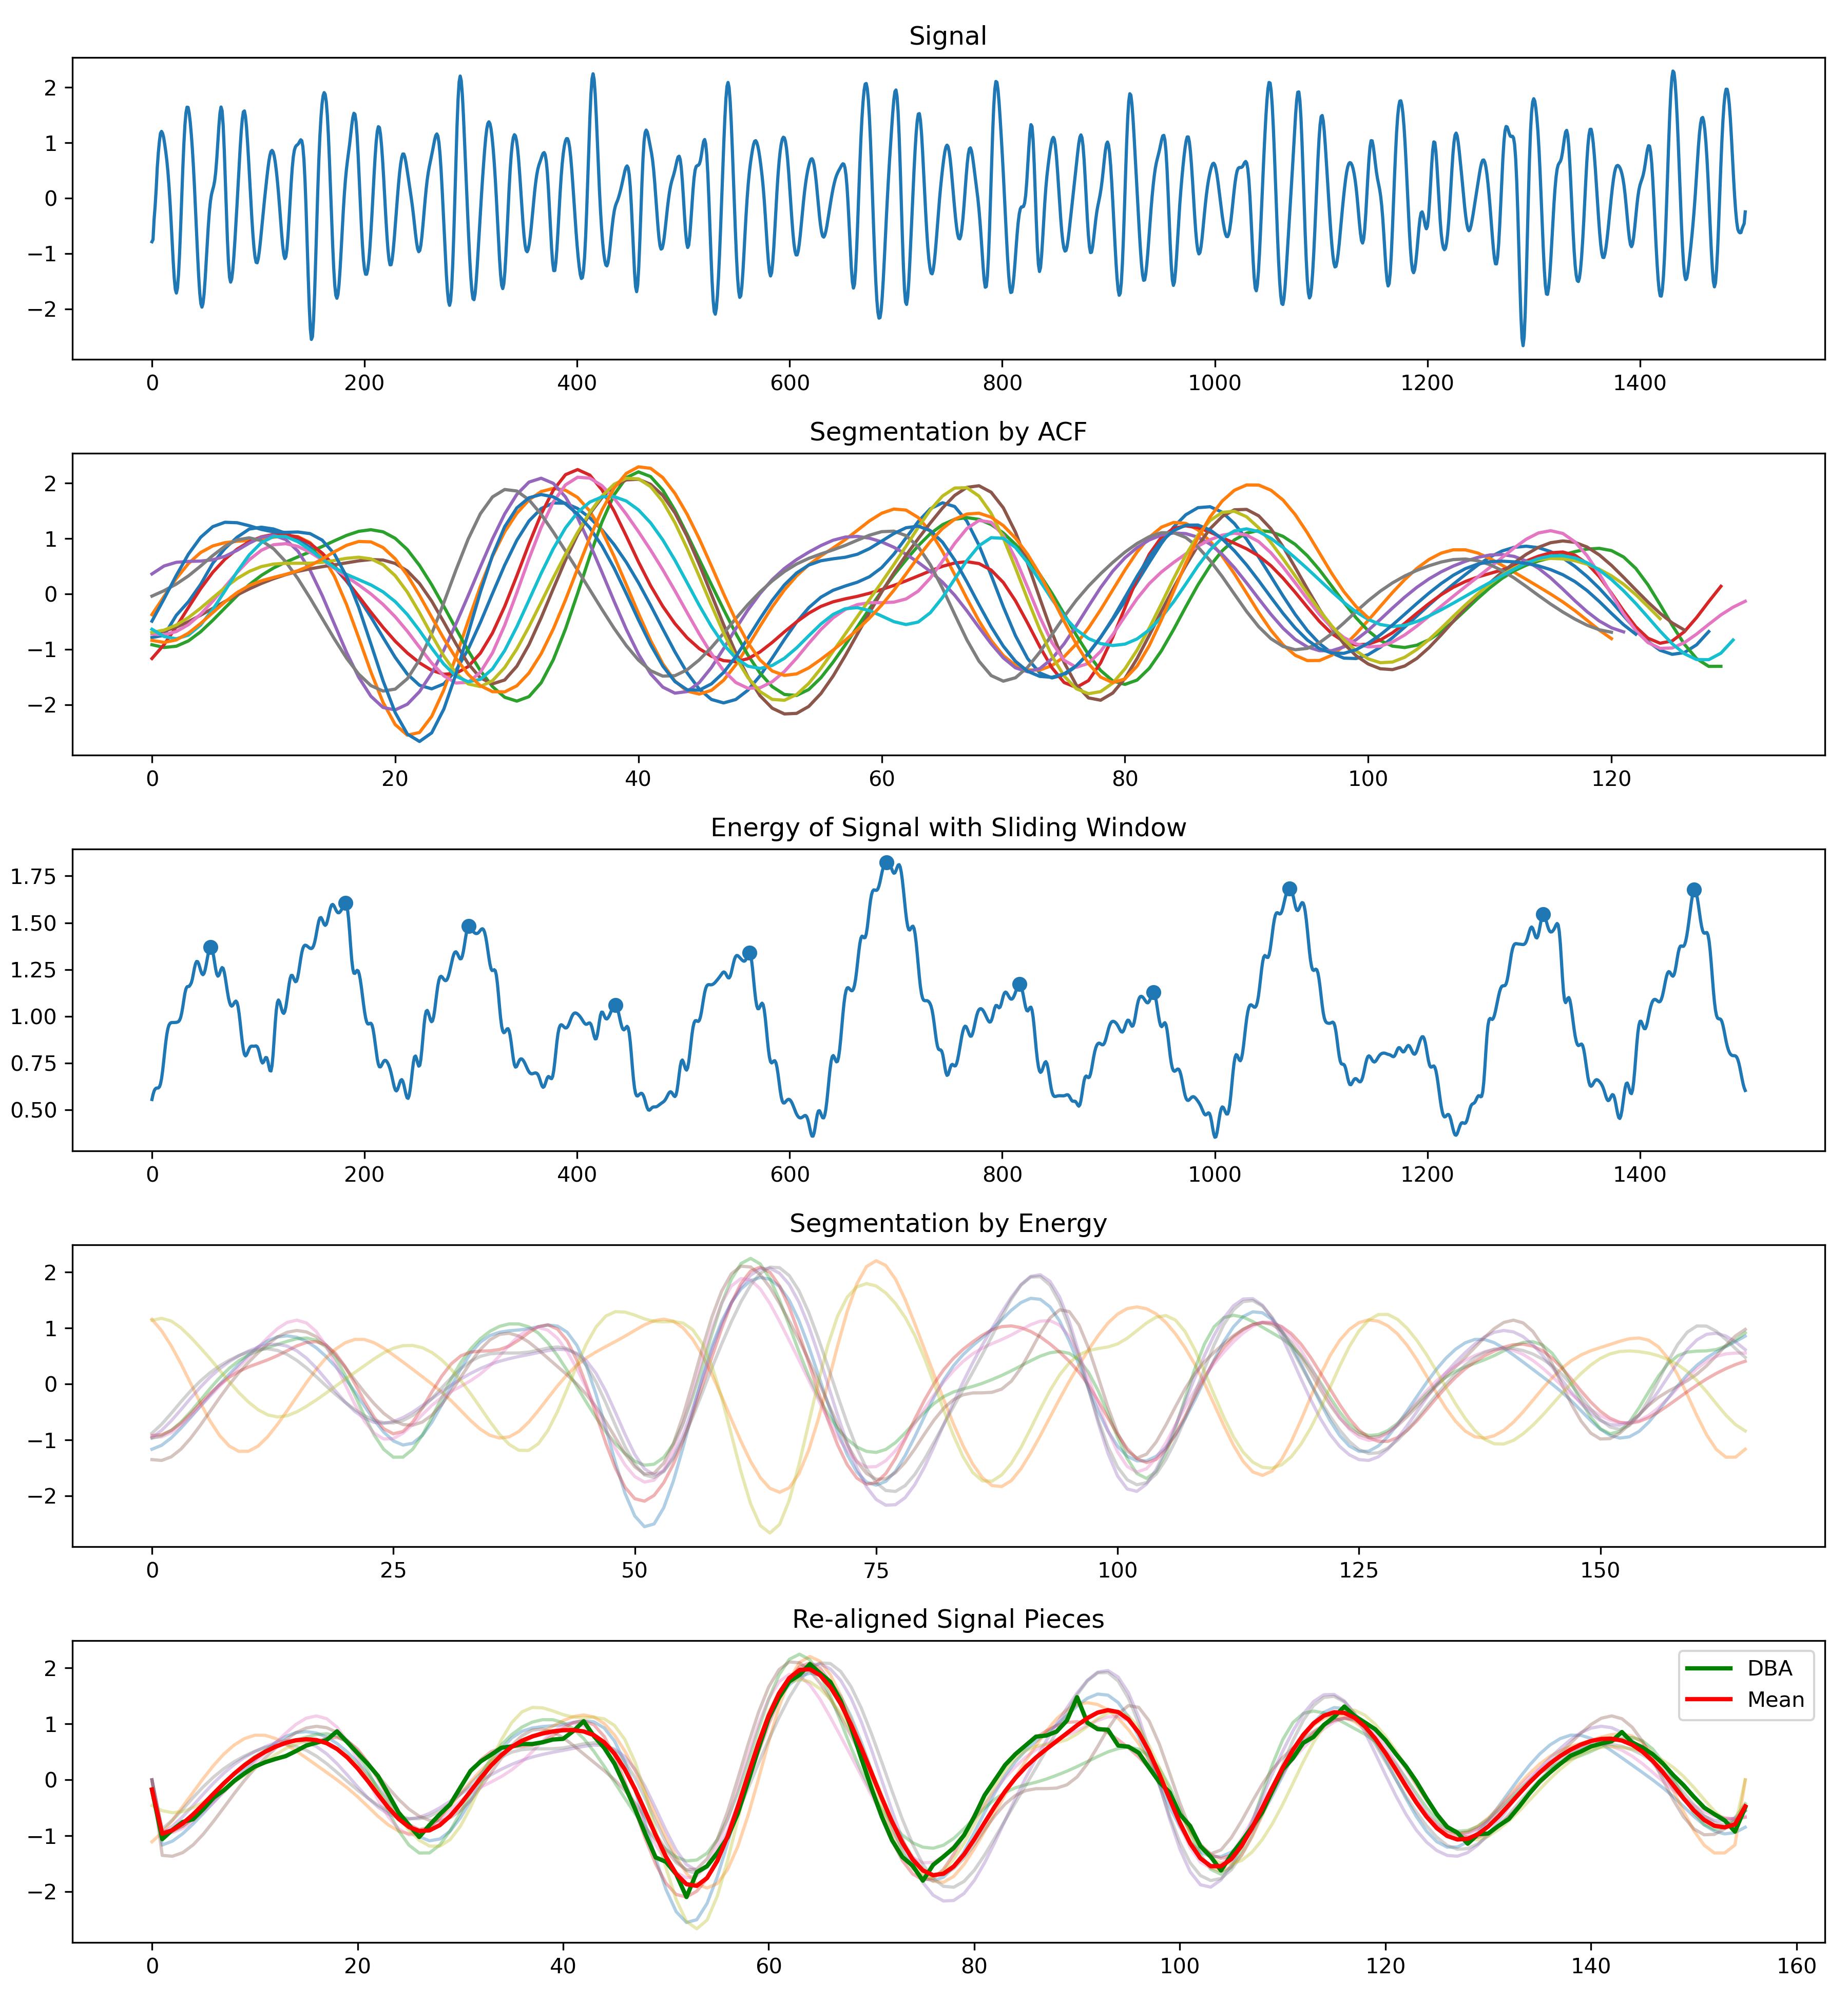 Signal
2
1
0
−1
−2
0 200 400 600 800 1000 1200 1400
Segmentation by ACF
2
1
0
−1
−2
0 20 40 60 80 100 120
Energy of Signal with Sliding Window
1.75
1.50
1.25
1.00
0.75
0.50
0 200 400 600 800 1000 1200 1400
Segmentation by Energy
2
1
0
−1
−2
0 25 50 75 100 125 150
Re-aligned Signal Pieces
DBA
Mean
2
1
0
−1
−2
0 20 40 60 80 100 120 140 160